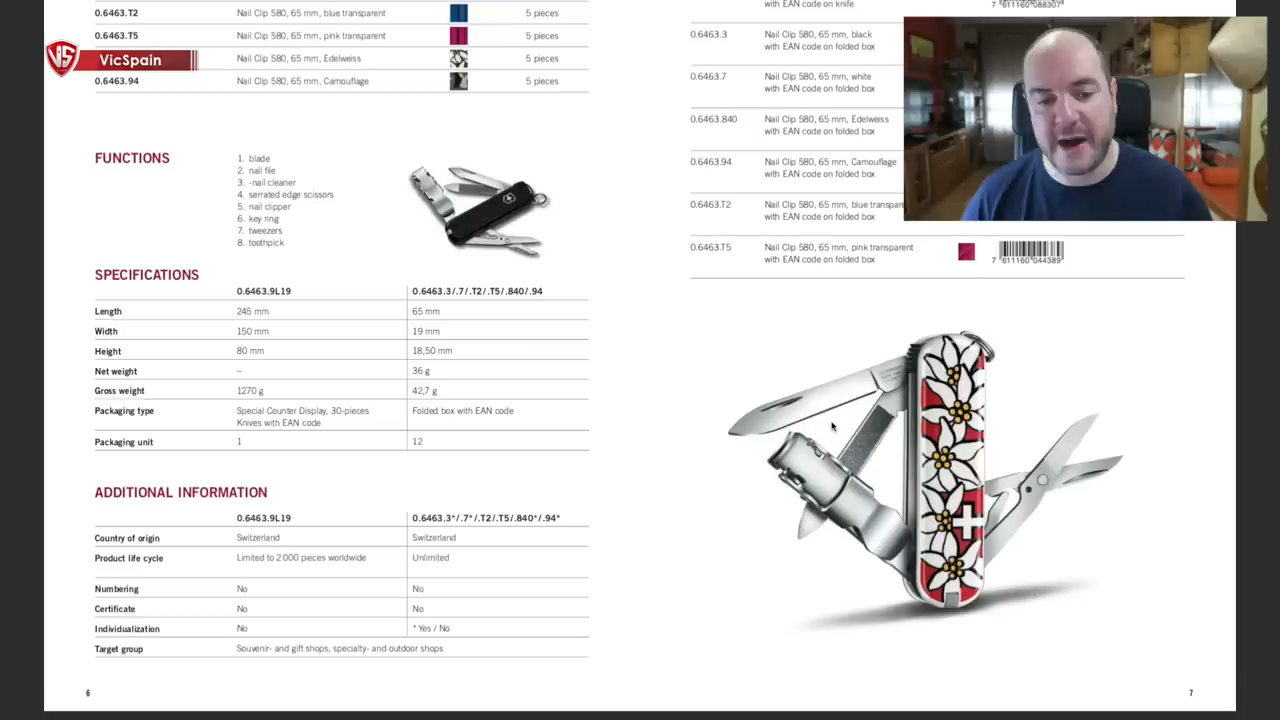 0.6463.T2 Nail Clip 580, 65 mm, blue transparent 5 pieces
0.6463.T5 Nail Clip 580, 65 mm, pink transparent 5 pieces
VS VicSpain
Nail Clip 580, 65 mm, Edelweiss 5 pieces
0.6463.94 Nail Clip 580, 65 mm, Camouflage 5 pieces
FUNCTIONS
1. blade
2. nail file
3. -nail cleaner
4. serrated edge scissors
5. nail clipper
6. key ring
7. tweezers
8. toothpick
SPECIFICATIONS
0.6463.9L19 0.6463.3/.7/.T2/.T5/.840/.94
Length 245 mm 65 mm
Width 150 mm 19 mm
Height 80 mm 18,50 mm
Net weight – 36 g
Gross weight 1270 g 42,7 g
Packaging type Special Counter Display, 30-pieces Folded box with EAN code
Knives with EAN code
Packaging unit 1 12
ADDITIONAL INFORMATION
0.6463.9L19 0.6463.3*/.7*/.T2/.T5/.840*/.94*
Country of origin Switzerland Switzerland
Product life cycle Limited to 2 000 pieces worldwide Unlimited
Numbering No No
Certificate No No
Individualization No * Yes / No
Target group Souvenir- and gift shops, specialty- and outdoor shops
6
with EAN code on knife
7 611160 088307
0.6463.3 Nail Clip 580, 65 mm, black
with EAN code on folded box
0.6463.7 Nail Clip 580, 65 mm, white
with EAN code on folded box
0.6463.840 Nail Clip 580, 65 mm, Edelweiss
with EAN code on folded box
0.6463.94 Nail Clip 580, 65 mm, Camouflage
with EAN code on folded box
0.6463.T2 Nail Clip 580, 65 mm, blue
with EAN code on folded box
0.6463.T5 Nail Clip 580, 65 mm, pink transparent
with EAN code on folded box
7 611160 044389
7